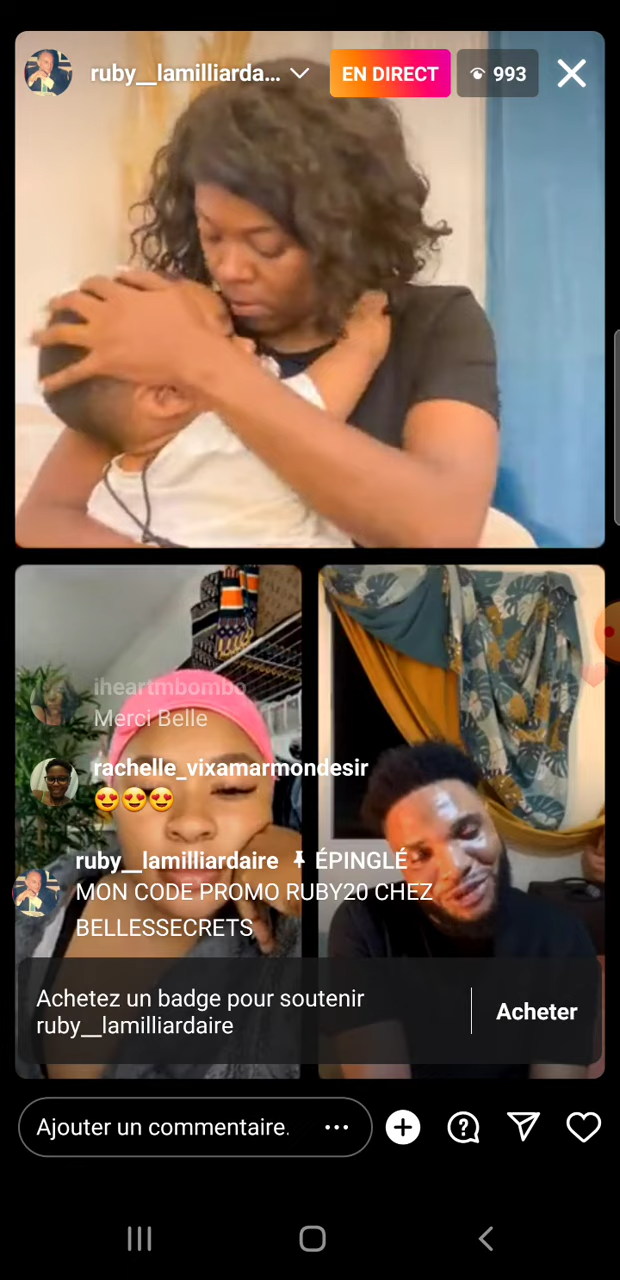 ruby__lamilliarda...
EN DIRECT
993
iheartmbombo
Merci Belle
rachelle_vixamarmondesir
😍😍😍
ruby__lamilliardaire ÉPINGLÉ
MON CODE PROMO RUBY20 CHEZ
BELLESSECRETS
Achetez un badge pour soutenir
ruby__lamilliardaire
Acheter
Ajouter un commentaire.